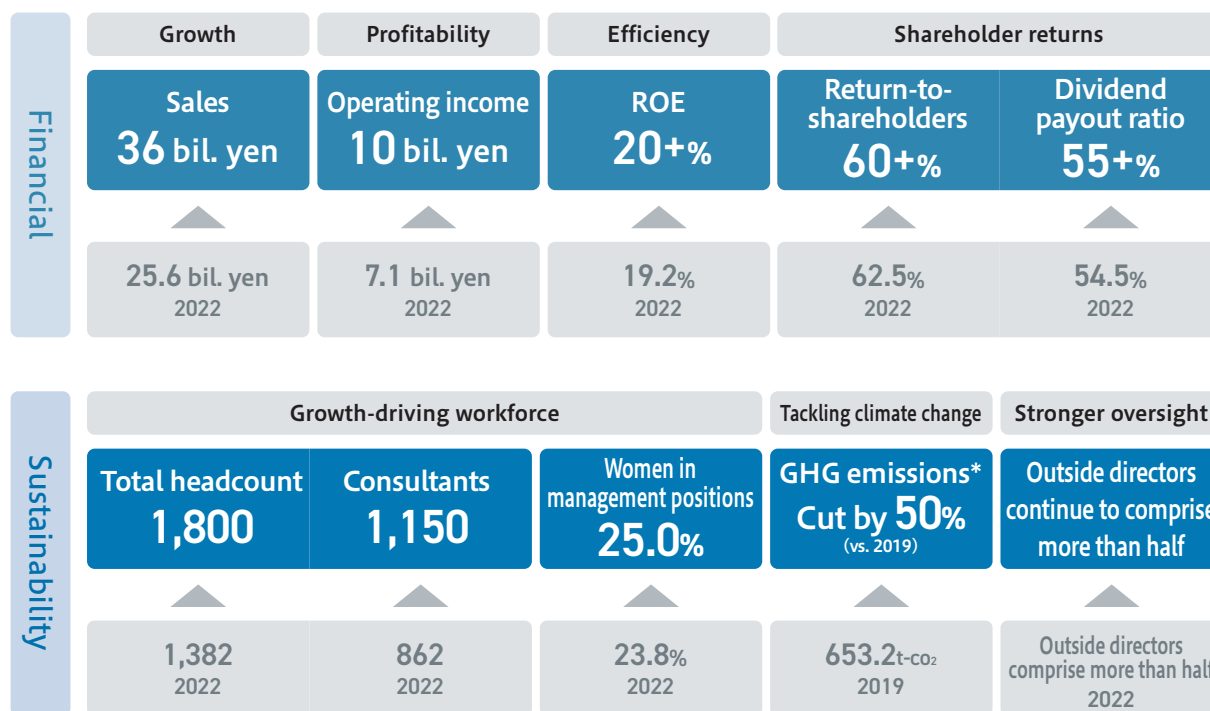 Financial
Growth
Profitability
Efficiency
Shareholder returns
Sales
36 bil. yen
Operating income
10 bil. yen
ROE
20+%
Return-to-
shareholders
60+%
Dividend
payout ratio
55+%
25.6 bil. yen
2022
7.1 bil. yen
2022
19.2%
2022
62.5%
2022
54.5%
2022
Sustainability
Growth-driving workforce
Tackling climate change
Stronger oversight
Total headcount
1,800
Consultants
1,150
Women in
management positions
25.0%
GHG emissions*
Cut by 50%
(vs. 2019)
Outside directors
continue to comprise
more than half
1,382
2022
862
2022
23.8%
2022
653.2t-co₂
2019
Outside directors
comprise more than half
2022